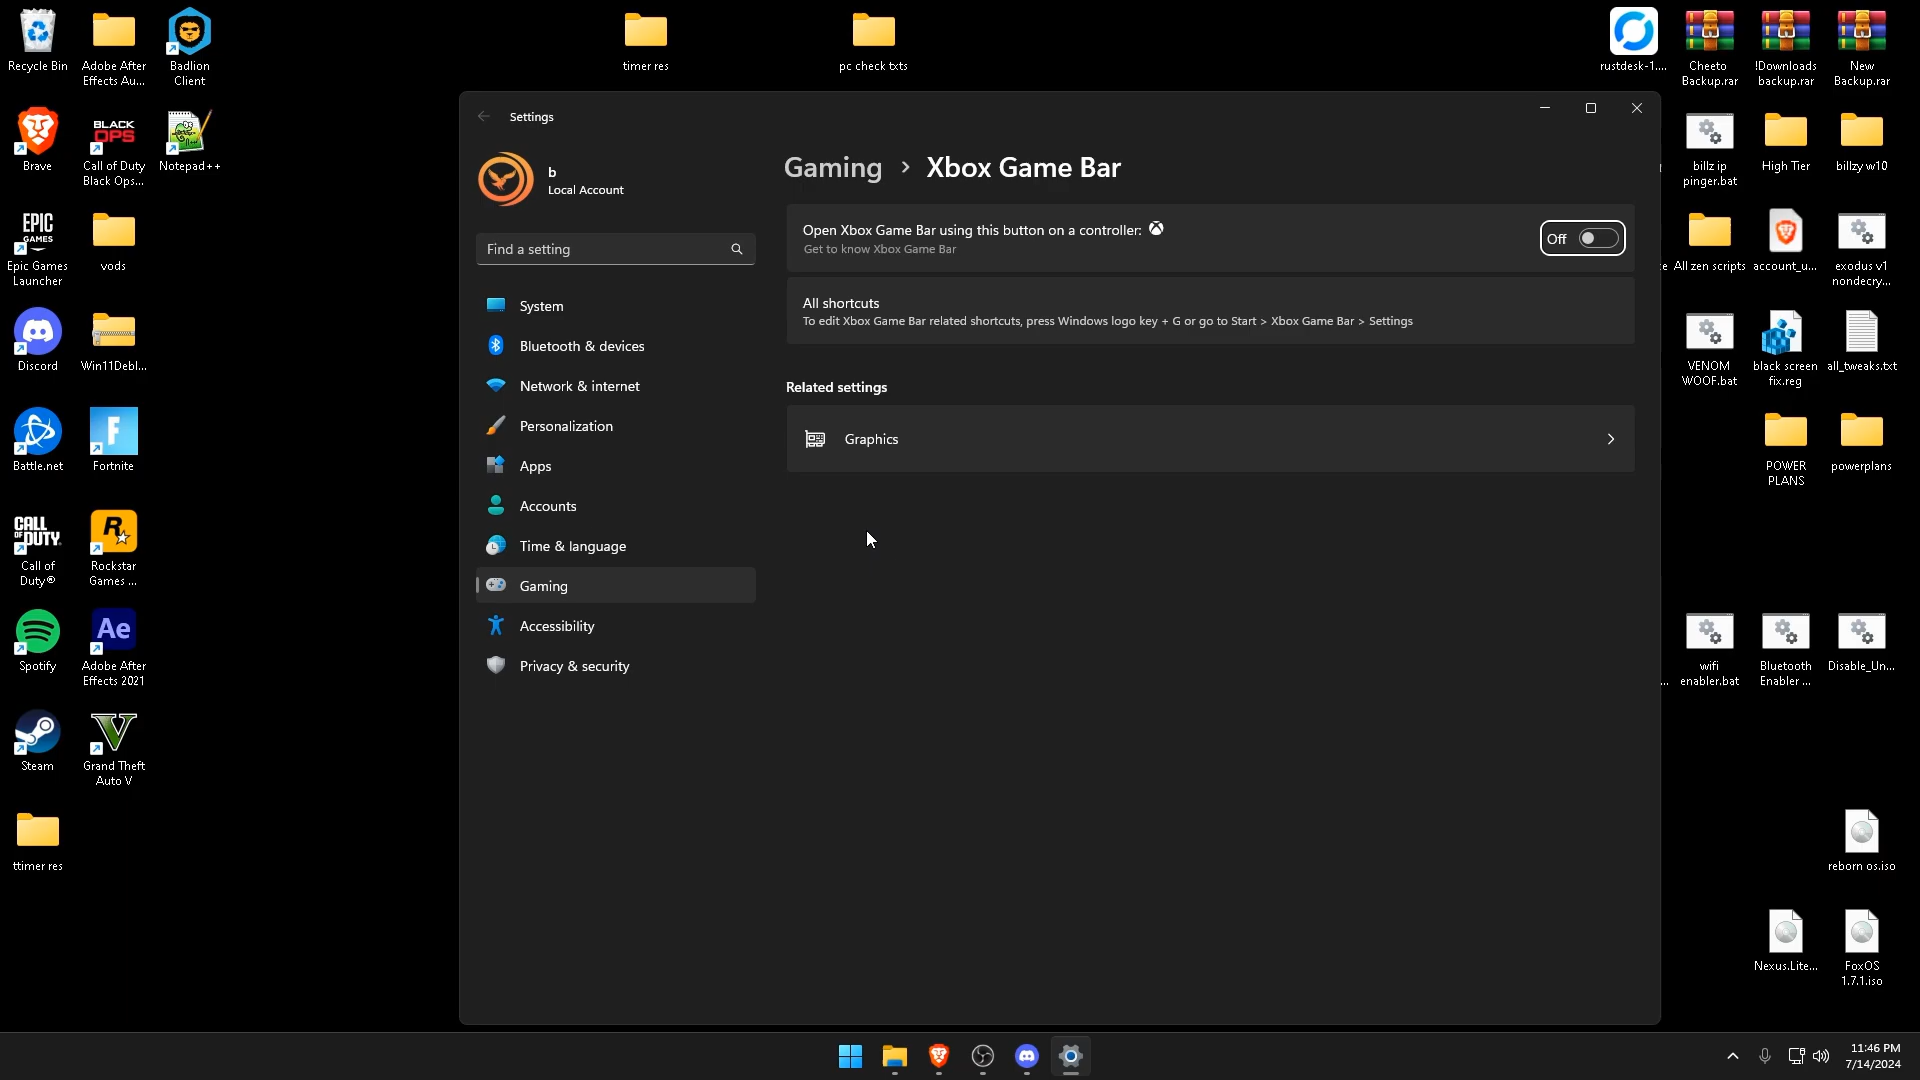 Recycle Bin
Adobe After
Effects Au...
Badlion
Client
timer res
pc check txts
rustdesk-1....
Cheeto
Backup.rar
!Downloads
backup.rar
New
Backup.rar
Brave
BLACK
OPS
Call of Duty
Black Ops...
Notepad++
billz ip
pinger.bat
High Tier
billzy w10
EPIC
GAMES
Epic Games
Launcher
vods
All zen scripts
account_u...
exodus v1
nondecry...
Discord
Win11Debl...
VENOM
WOOF.bat
black screen
fix.reg
all_tweaks.txt
Battle.net
F
Fortnite
POWER
PLANS
powerplans
CALL
OF DUTY
Call of
Duty®
R
Rockstar
Games ...
Spotify
Ae
Adobe After
Effects 2021
wifi
enabler.bat
Bluetooth
Enabler ...
Disable_Un...
Steam
V
Grand Theft
Auto V
ttimer res
reborn os.iso
Nexus.Lite...
FoxOS
1.7.1.iso
Settings
b
Local Account
Find a setting
System
Bluetooth & devices
Network & internet
Personalization
Apps
Accounts
Time & language
Gaming
Accessibility
Privacy & security
Gaming > Xbox Game Bar
Open Xbox Game Bar using this button on a controller:
Get to know Xbox Game Bar
Off
All shortcuts
To edit Xbox Game Bar related shortcuts, press Windows logo key + G or go to Start > Xbox Game Bar > Settings
Related settings
Graphics
11:46 PM
7/14/2024